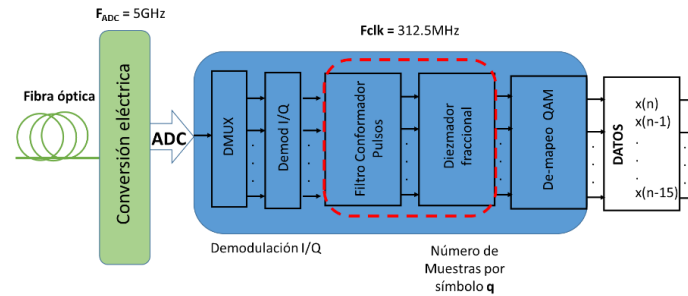 F_ADC = 5GHz
Fclk = 312.5MHz
Fibra óptica
Conversión eléctrica
ADC
DMUX
Demod I/Q
Filtro Conformador
Pulsos
Diezmador
fraccional
De-mapeo QAM
DATOS
x(n)
x(n-1)
x(n-15)
Demodulación I/Q
Número de
Muestras por
símbolo q